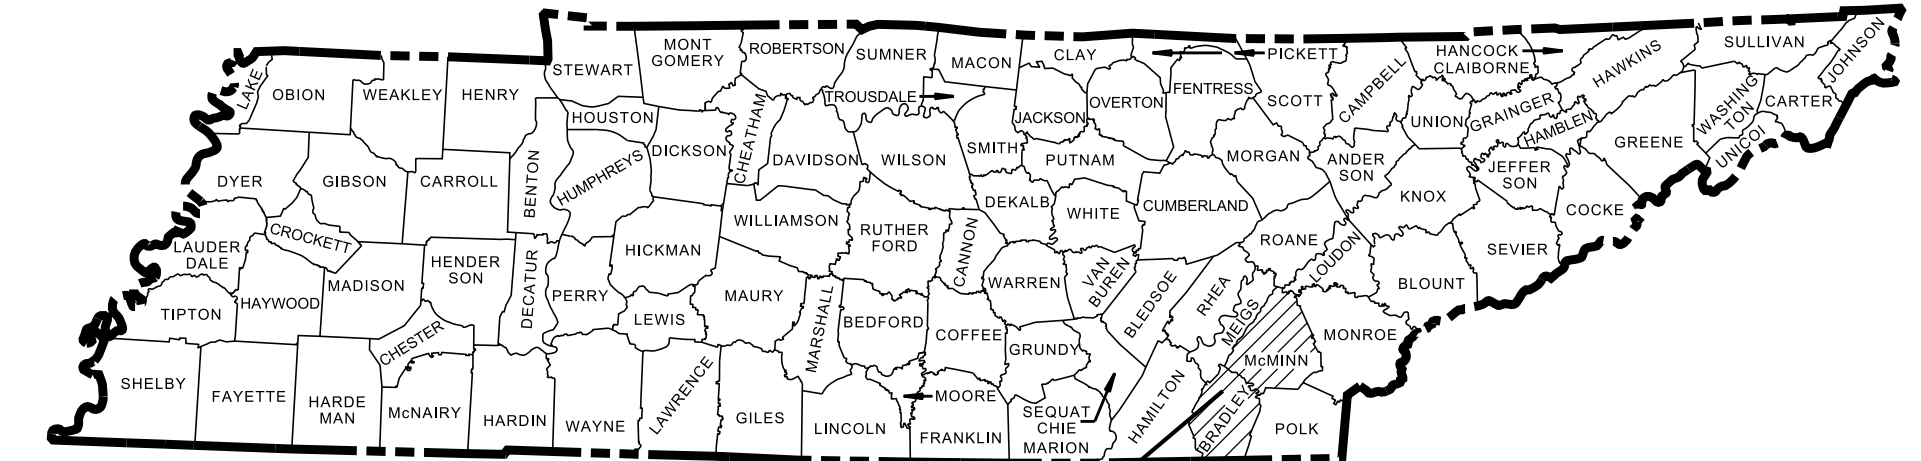 LAKE
OBION
WEAKLEY
HENRY
STEWART
MONT
GOMERY
ROBERTSON
SUMNER
MACON
CLAY
PICKETT
HANCOCK
CLAIBORNE
HAWKINS
SULLIVAN
JOHNSON
TROUSDALE
HOUSTON
CHEATHAM
JACKSON
OVERTON
FENTRESS
SCOTT
CAMPBELL
UNION
GRAINGER
HAMBLEN
WASHING
TON
CARTER
UNICOI
GREENE
DYER
GIBSON
CARROLL
BENTON
HUMPHREYS
DICKSON
DAVIDSON
WILSON
SMITH
PUTNAM
MORGAN
ANDER
SON
KNOX
JEFFER
SON
COCKE
LAUDER
DALE
CROCKETT
WILLIAMSON
RUTHER
FORD
CANNON
DEKALB
WHITE
CUMBERLAND
ROANE
LOUDON
SEVIER
BLOUNT
HICKMAN
HENDER
SON
DECATUR
PERRY
TIPTON
HAYWOOD
MADISON
CHESTER
LEWIS
MAURY
MARSHALL
BEDFORD
COFFEE
WARREN
VAN
BUREN
BLEDSOE
RHEA
MEIGS
McMINN
MONROE
GRUNDY
SHELBY
FAYETTE
HARDE
MAN
McNAIRY
HARDIN
WAYNE
LAWRENCE
GILES
LINCOLN
MOORE
FRANKLIN
SEQUAT
CHIE
MARION
HAMILTON
BRADLEY
POLK